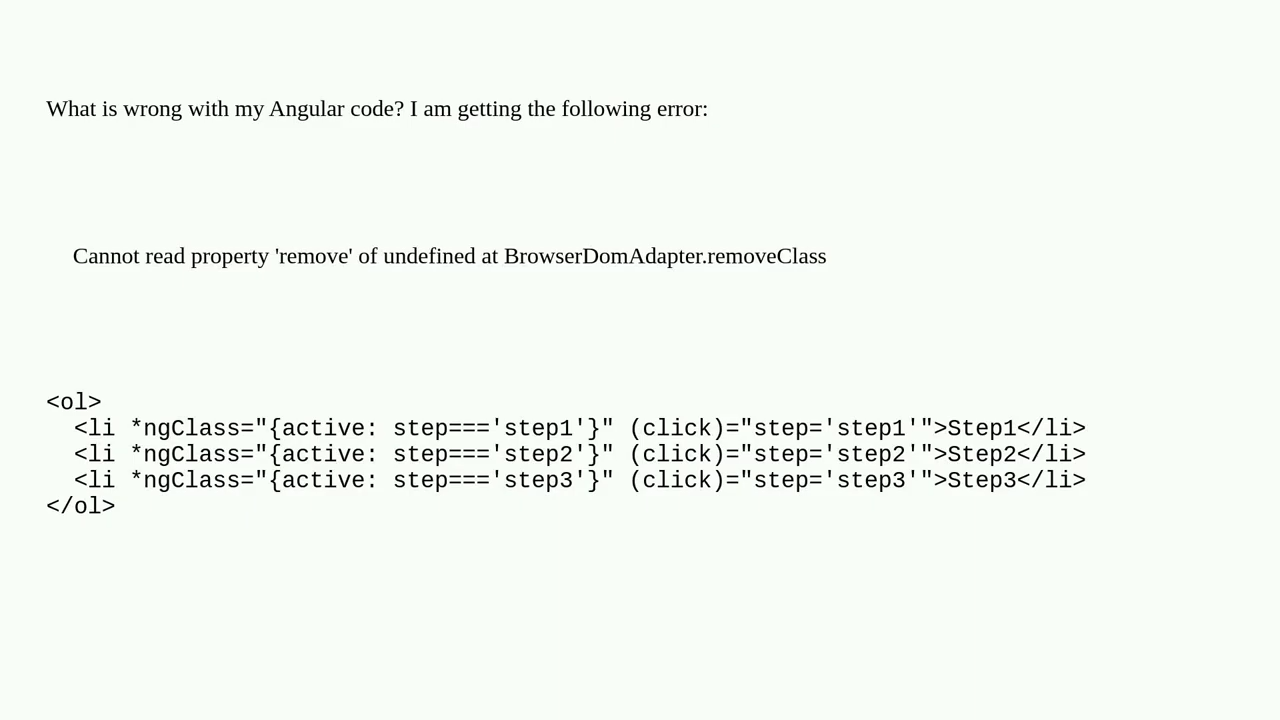 What is wrong with my Angular code? I am getting the following error:
Cannot read property 'remove' of undefined at BrowserDomAdapter.removeClass
<ol>
  <li *ngClass="{active: step==='step1'}" (click)="step='step1'">Step1</li>
  <li *ngClass="{active: step==='step2'}" (click)="step='step2'">Step2</li>
  <li *ngClass="{active: step==='step3'}" (click)="step='step3'">Step3</li>
</ol>